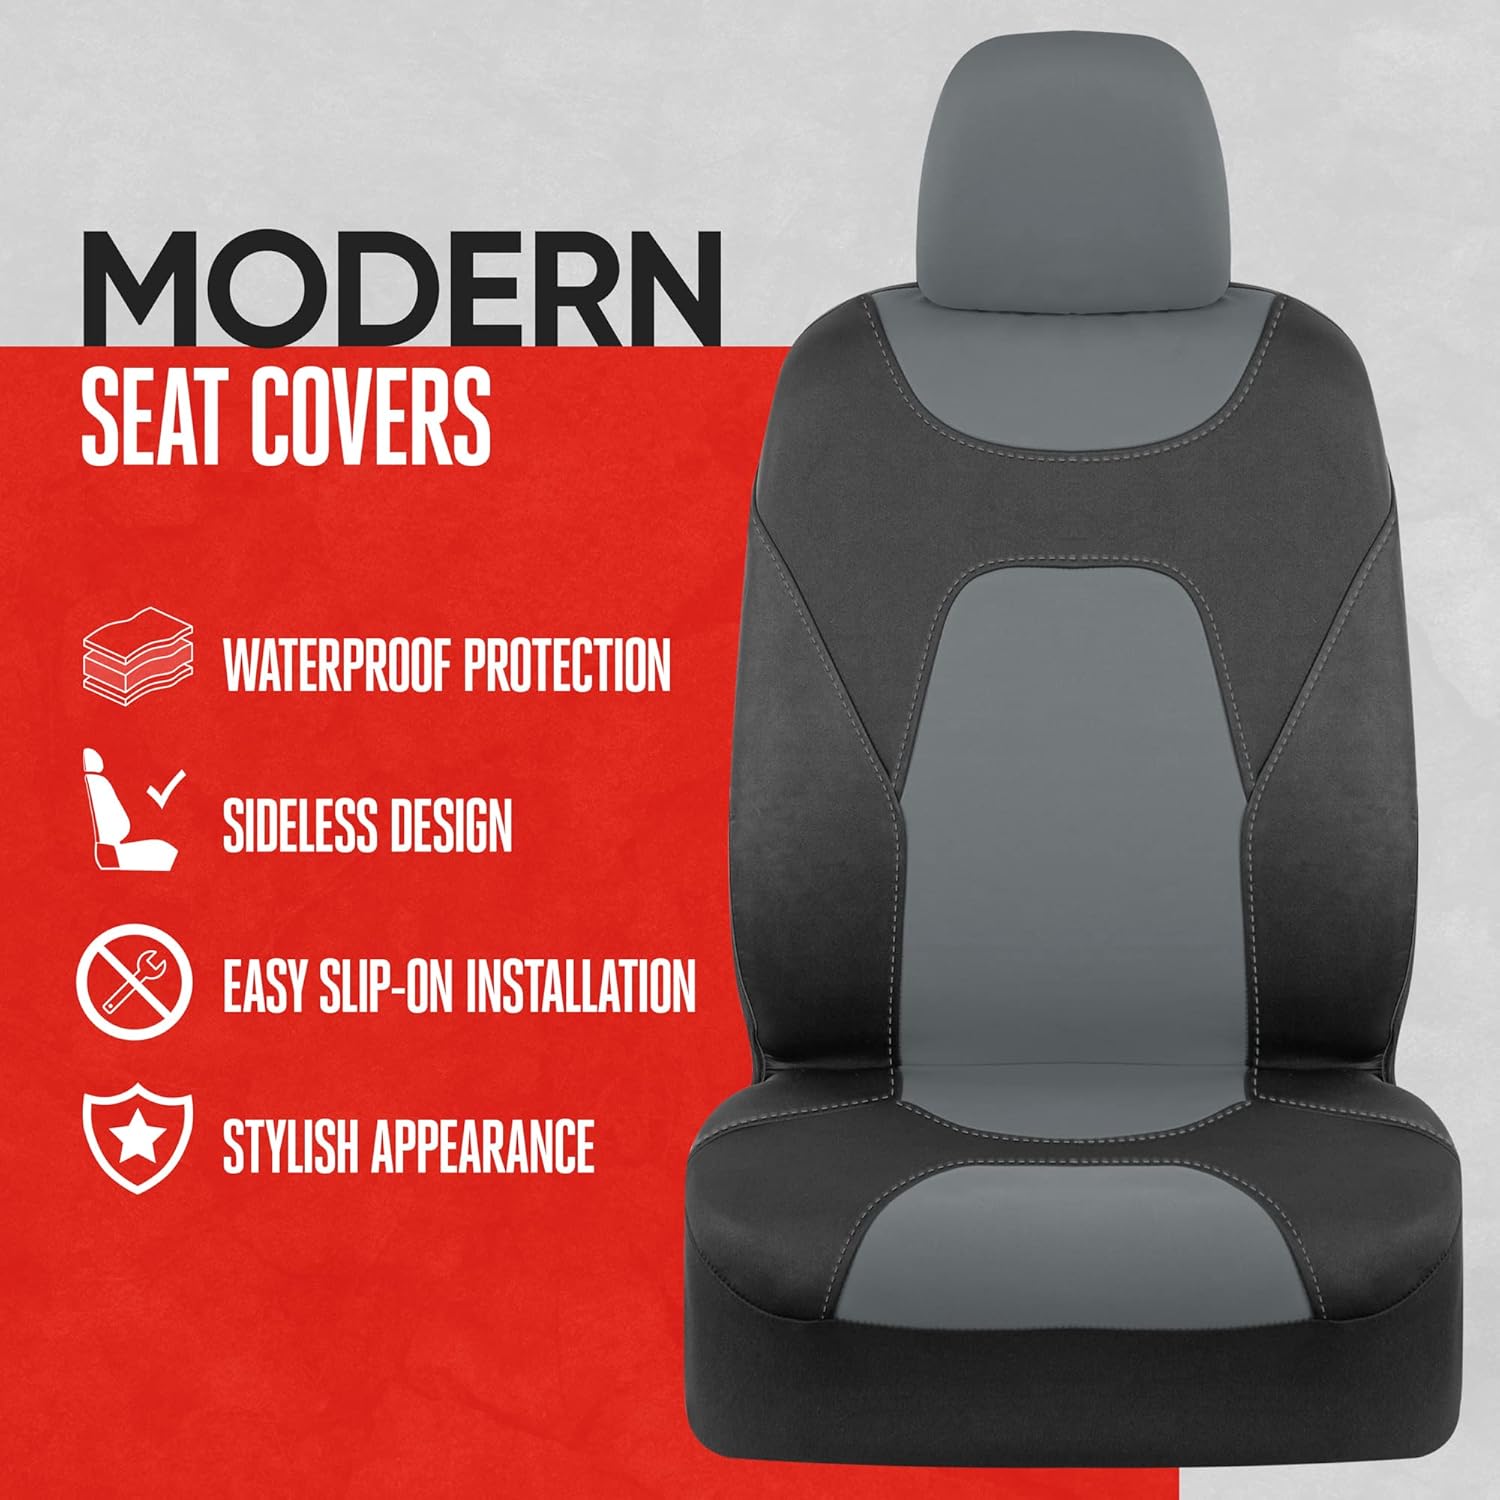 MODERN
SEAT COVERS
WATERPROOF PROTECTION
SIDELESS DESIGN
EASY SLIP-ON INSTALLATION
STYLISH APPEARANCE